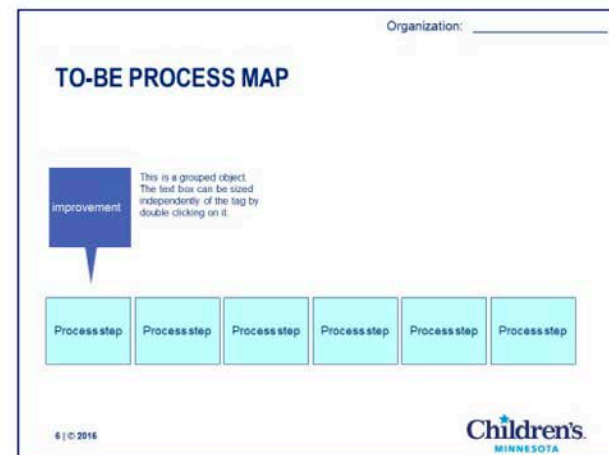 Organization:
TO-BE PROCESS MAP
This is a grouped object.
The text box can be sized
independently of the tag by
double clicking on it.
improvement
Process step Process step Process step Process step Process step Process step
6 | © 2016
Children's.
MINNESOTA